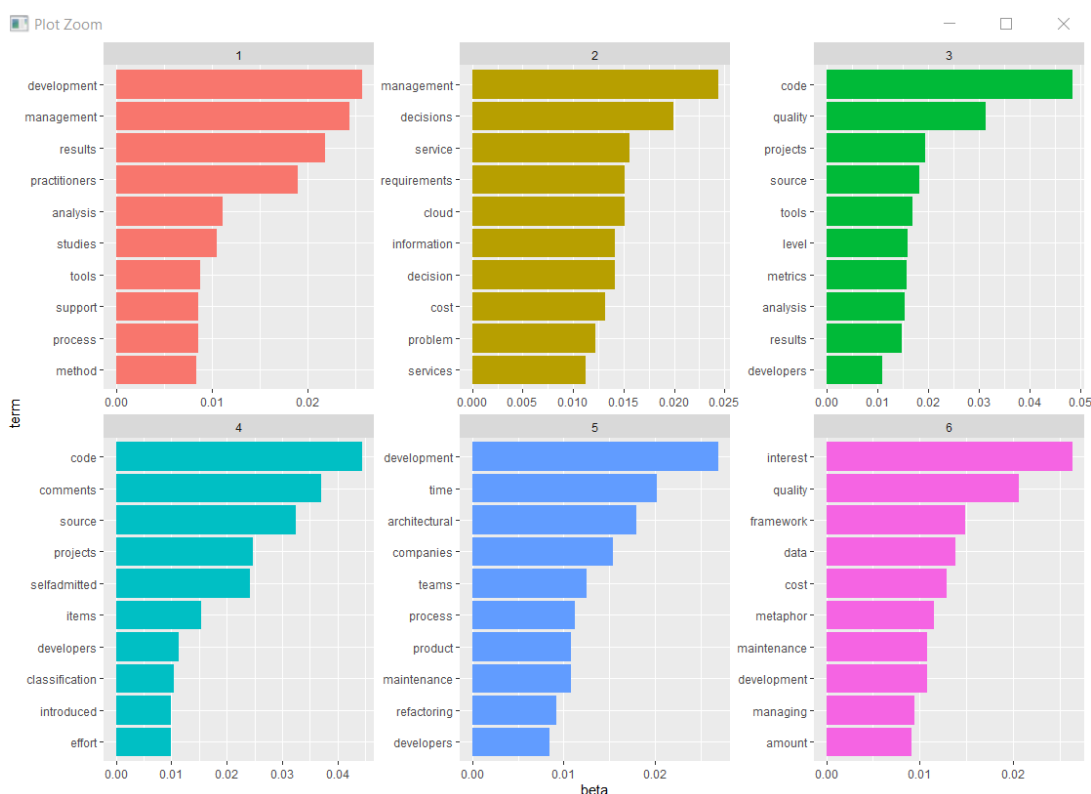 Plot Zoom
term
1
development
management
results
practitioners
analysis
studies
tools
support
process
method
0.00 0.01 0.02
2
management
decisions
service
requirements
cloud
information
decision
cost
problem
services
0.000 0.005 0.010 0.015 0.020 0.025
3
code
quality
projects
source
tools
level
metrics
analysis
results
developers
0.00 0.01 0.02 0.03 0.04 0.05
4
code
comments
source
projects
selfadmitted
items
developers
classification
introduced
effort
0.00 0.01 0.02 0.03 0.04
5
development
time
architectural
companies
teams
process
product
maintenance
refactoring
developers
0.00 0.01 0.02
6
interest
quality
framework
data
cost
metaphor
maintenance
development
managing
amount
0.00 0.01 0.02
beta